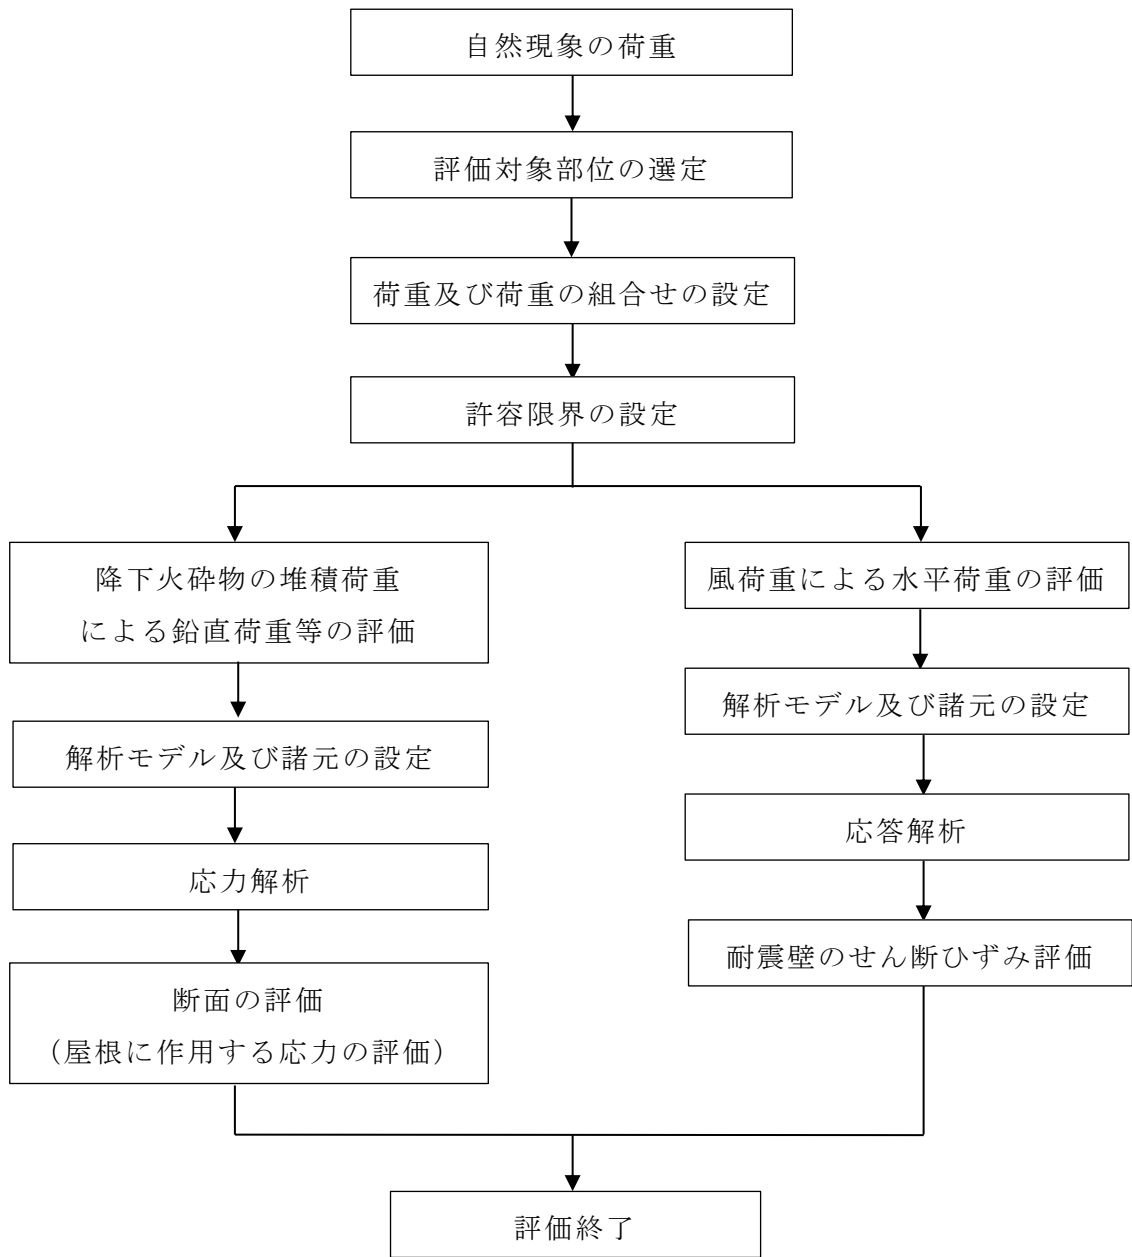 自然現象の荷重
評価対象部位の選定
荷重及び荷重の組合せの設定
許容限界の設定
降下火砕物の堆積荷重
による鉛直荷重等の評価
解析モデル及び諸元の設定
応力解析
断面の評価
（屋根に作用する応力の評価）
風荷重による水平荷重の評価
解析モデル及び諸元の設定
応答解析
耐震壁のせん断ひずみ評価
評価終了